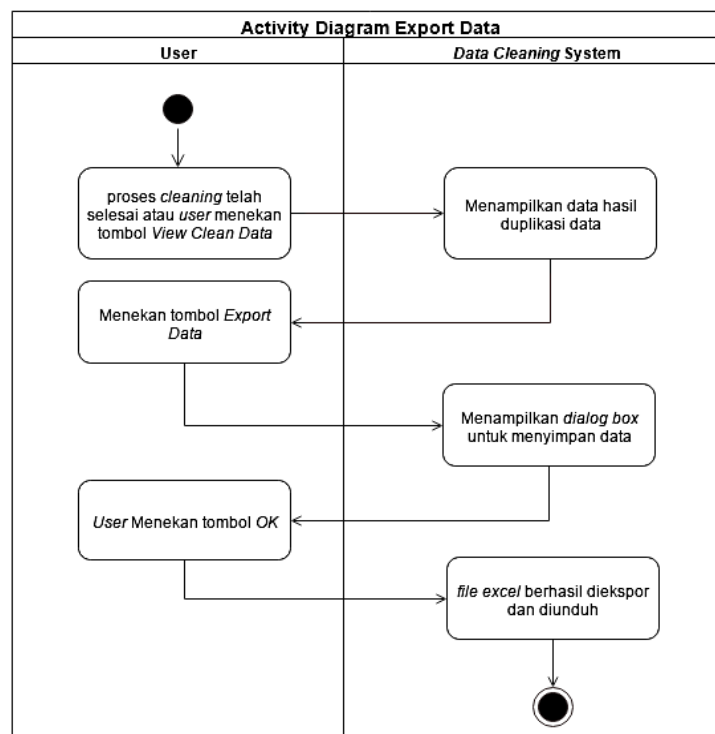 Activity Diagram Export Data
User
Data Cleaning System
proses cleaning telah
selesai atau user menekan
tombol View Clean Data
Menampilkan data hasil
duplikasi data
Menekan tombol Export
Data
Menampilkan dialog box
untuk menyimpan data
User Menekan tombol OK
file excel berhasil diekspor
dan diunduh